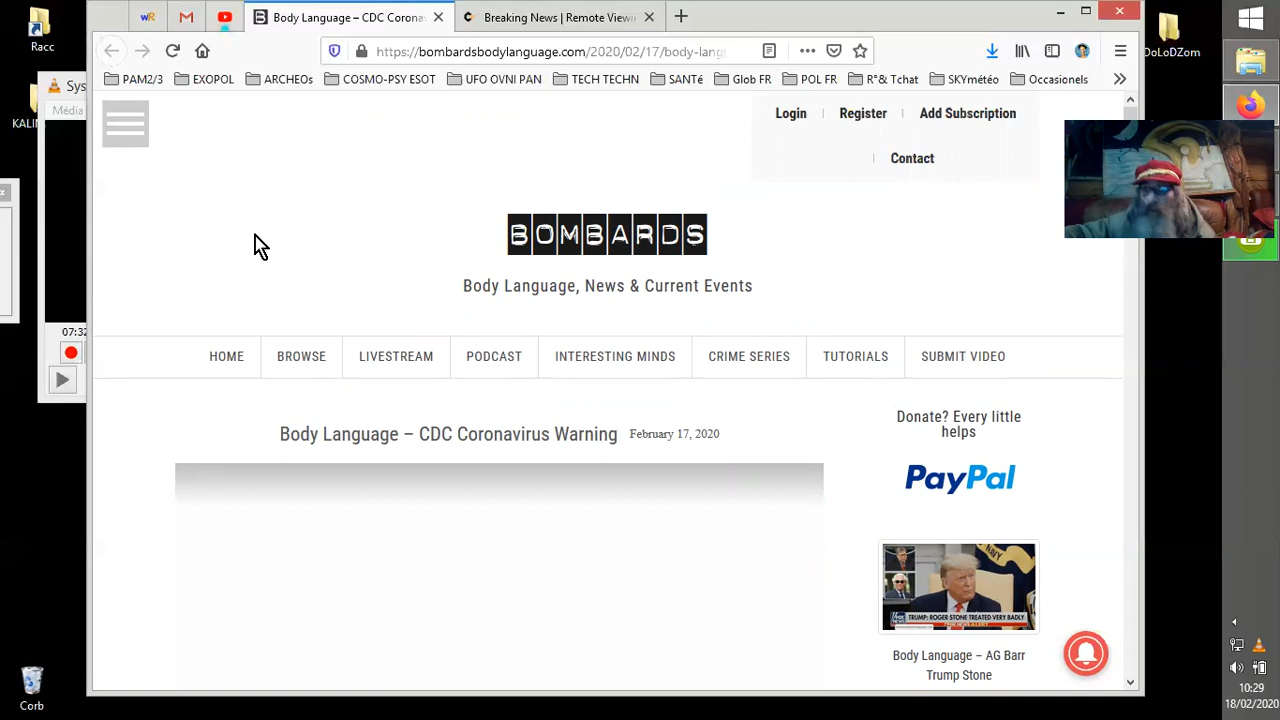 Racc
KALIN
Sys
Média
07:32
Corb
wR
Body Language – CDC Corona
Breaking News | Remote Viewi
https://bombardsbodylanguage.com/2020/02/17/body-lang
PAM2/3
EXOPOL
ARCHEOs
COSMO-PSY ESOT
UFO OVNI PAN
TECH TECHN
SANTé
Glob FR
POL FR
R°& Tchat
SKYmétéo
Occasionels
Login
Register
Add Subscription
Contact
BOMBARDS
Body Language, News & Current Events
HOME
BROWSE
LIVESTREAM
PODCAST
INTERESTING MINDS
CRIME SERIES
TUTORIALS
SUBMIT VIDEO
Body Language – CDC Coronavirus Warning February 17, 2020
Donate? Every little
helps
PayPal
NAVY
TRUMP: ROGER STONE TREATED VERY BADLY
Body Language – AG Barr
Trump Stone
DoLoDZom
10:29
18/02/2020